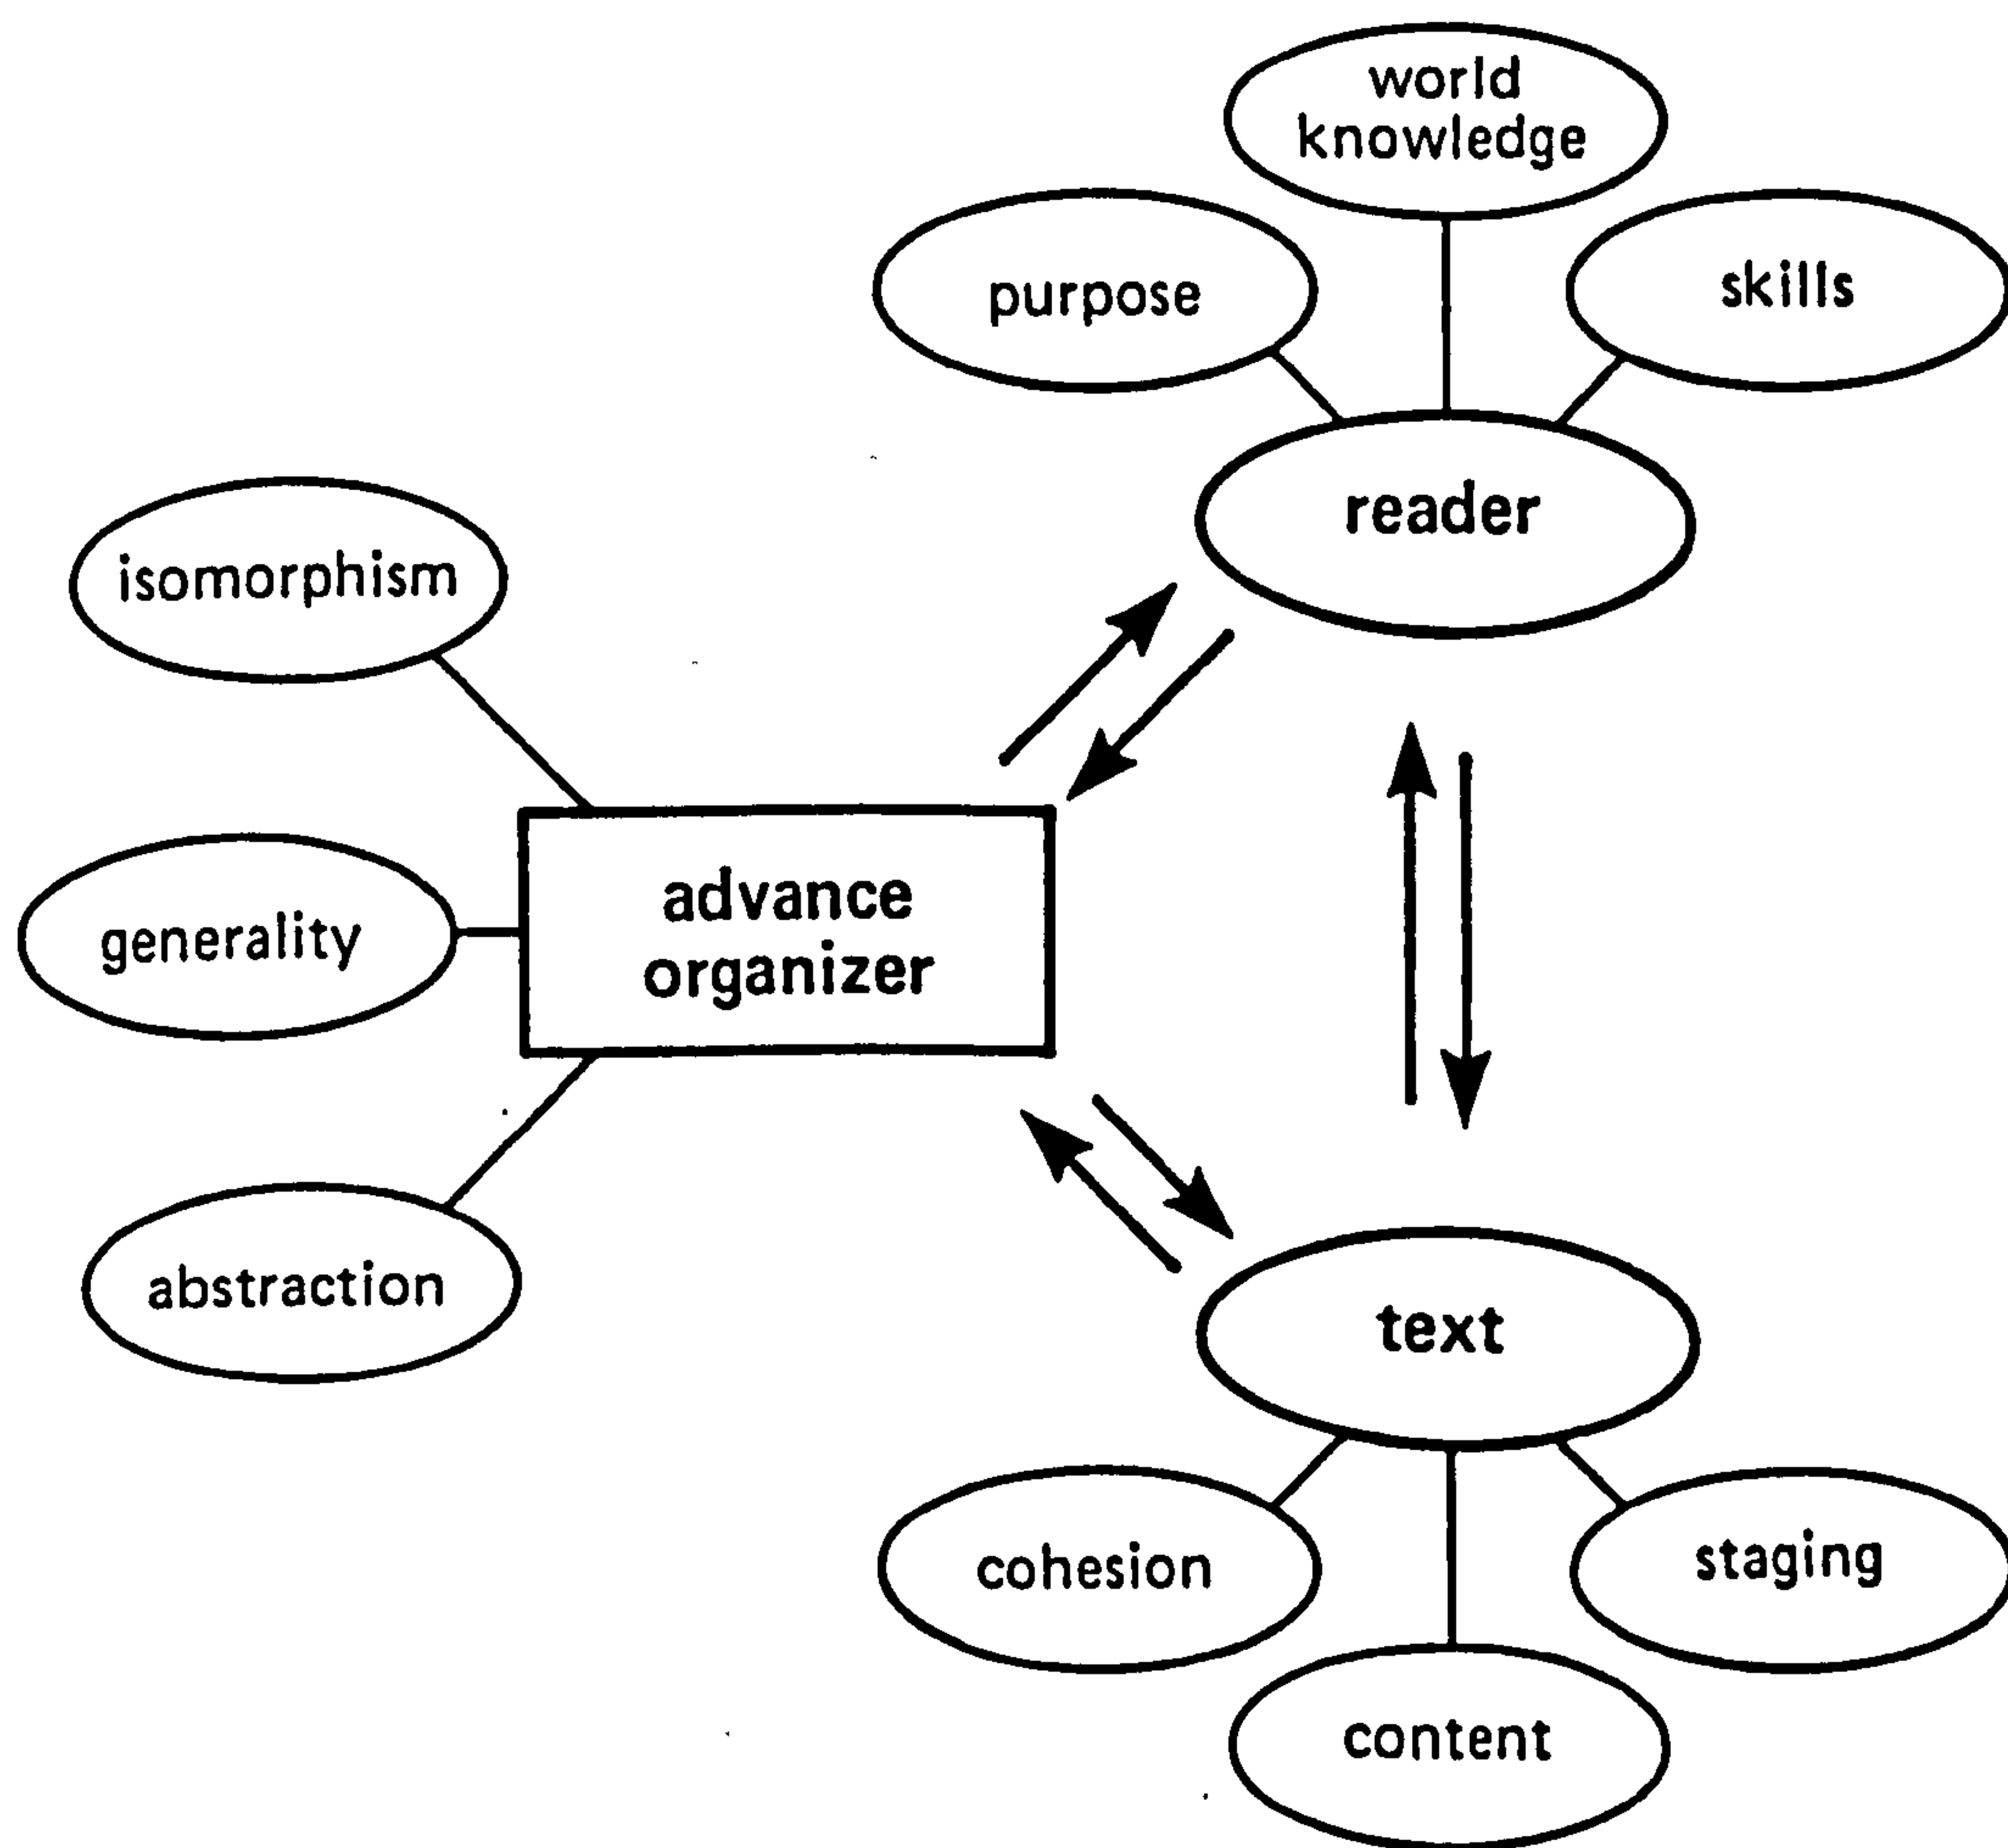 world
knowledge
purpose
skills
reader
isomorphism
advance
organizer
generality
abstraction
text
cohesion
staging
content